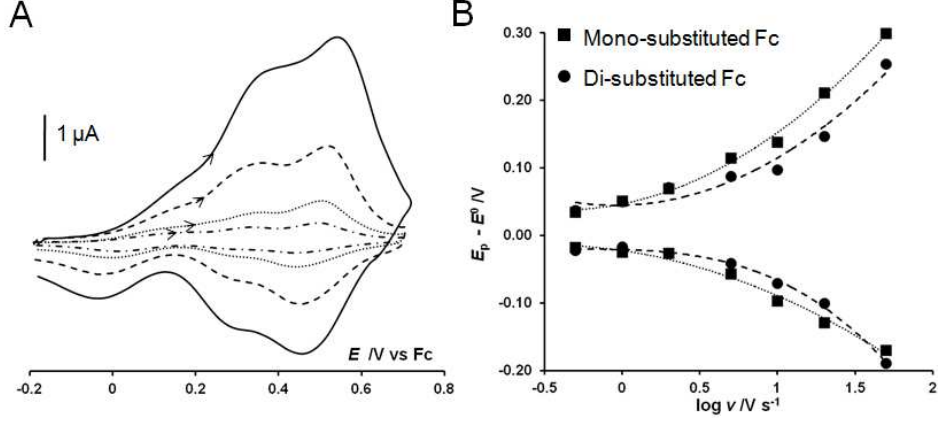 A
1 µA
E /V vs Fc
-0.2 0 0.2 0.4 0.6 0.8
B
Mono-substituted Fc
Di-substituted Fc
0.30
0.20
0.10
0.00
-0.10
-0.20
Ep - E⁰ /V
-0.5 0 0.5 1 1.5 2
log v /V s⁻¹